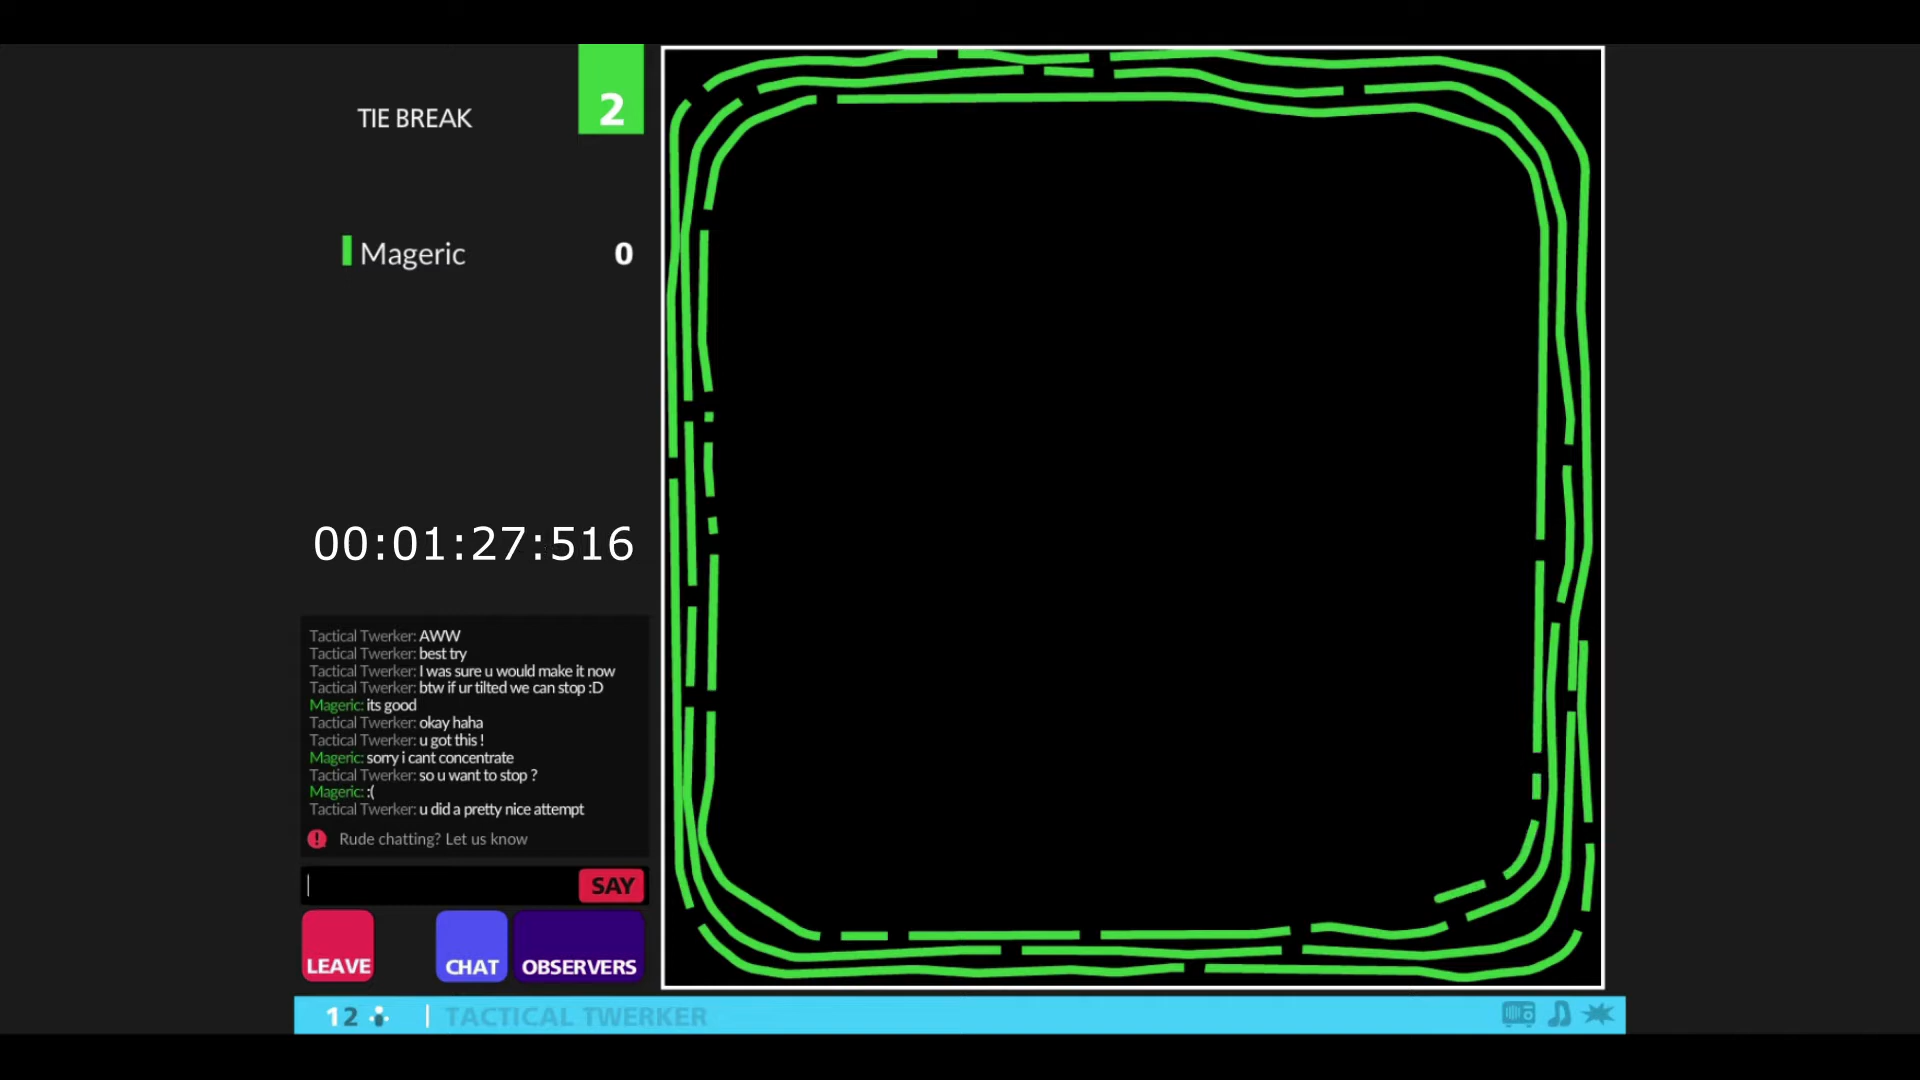 TIE BREAK
2
Mageric 0
00:01:27:516
Tactical Twerker: AWW
Tactical Twerker: best try
Tactical Twerker: I was sure u would make it now
Tactical Twerker: btw if ur tilted we can stop :D
Mageric: its good
Tactical Twerker: okay haha
Tactical Twerker: u got this !
Mageric: sorry i cant concentrate
Tactical Twerker: so u want to stop ?
Mageric: :(
Tactical Twerker: u did a pretty nice attempt
! Rude chatting? Let us know
SAY
LEAVE CHAT OBSERVERS
12 TACTICAL TWERKER